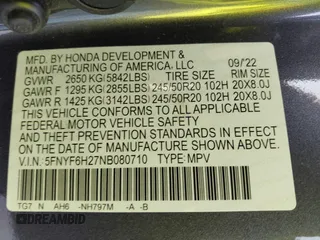 MFD. BY HONDA DEVELOPMENT &
MANUFACTURING OF AMERICA, LLC 09/22
GVWR 2650 KG(5842LBS) TIRE SIZE RIM SIZE
GAWR F 1295 KG(2855LBS) 245/50R20 102H 20X8.0J
GAWR R 1425 KG(3142LBS) 245/50R20 102H 20X8.0J
THIS VEHICLE CONFORMS TO ALL APPLICABLE
FEDERAL MOTOR VEHICLE SAFETY STANDARDS IN EFFECT
ON THE DATE OF MANUFACTURE SHOWN ABOVE.
V.I.N. 5FNYF6H27NB080710 TYPE: MPV
TG7 N AH6 -NH797M -A -B
DREAMBID